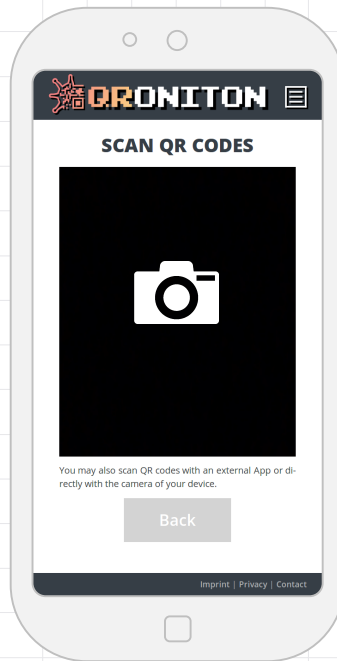 QRONITON
SCAN QR CODES
You may also scan QR codes with an external App or di-
rectly with the camera of your device.
Back
Imprint | Privacy | Contact